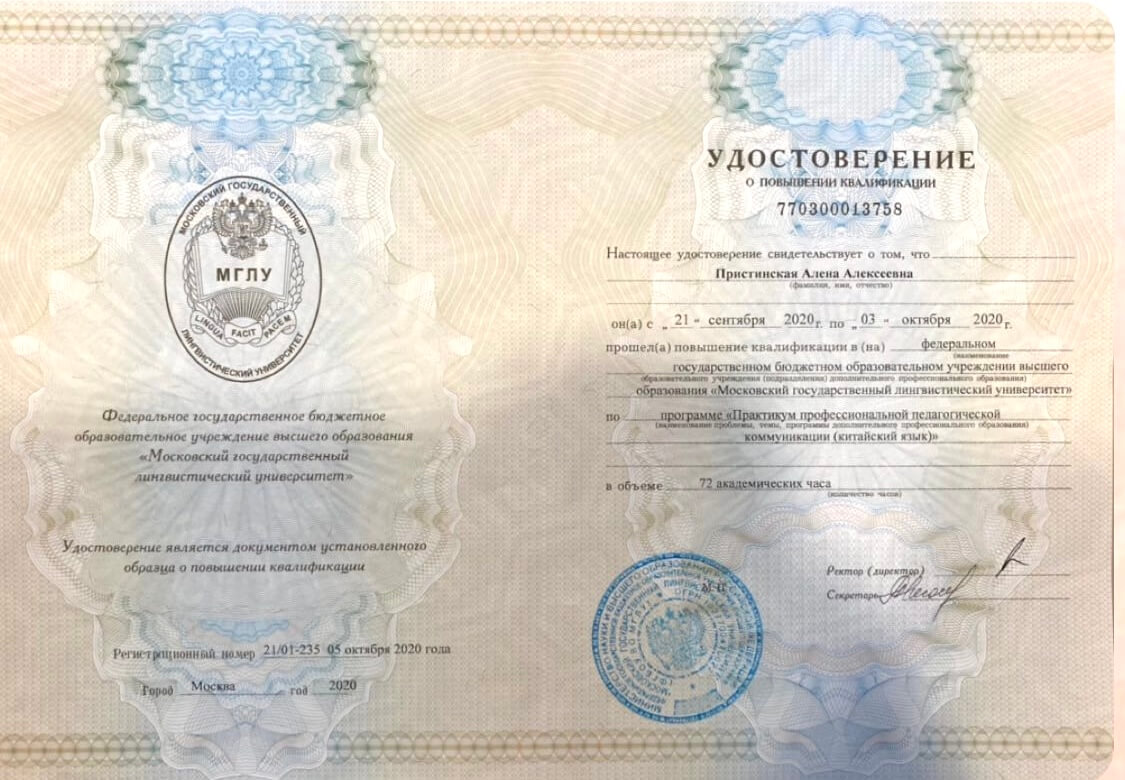 МОСКОВСКИЙ ГОСУДАРСТВЕННЫЙ
МГЛУ
LINGUA FACIT PACEM
ЛИНГВИСТИЧЕСКИЙ УНИВЕРСИТЕТ
Федеральное государственное бюджетное
образовательное учреждение высшего образования
«Московский государственный
лингвистический университет»
Удостоверение является документом установленного
образца о повышении квалификации
Регистрационный номер 21/01-235 05 октября 2020 года
Город Москва год 2020
УДОСТОВЕРЕНИЕ
О ПОВЫШЕНИИ КВАЛИФИКАЦИИ
770300013758
Настоящее удостоверение свидетельствует о том, что
Пристинская Алена Алексеевна
(фамилия, имя, отчество)
он(а) с „ 21 " сентября 2020 г. по „ 03 " октября 2020 г.
прошел(а) повышение квалификации в (на) федеральном
(наименование
государственном бюджетном образовательном учреждении высшего
образовательного учреждения (подразделения) дополнительного профессионального образования)
образования «Московский государственный лингвистический университет»
по программе «Практикум профессиональной педагогической
(наименование проблемы, темы, программы дополнительного профессионального образования)
коммуникации (китайский язык)»
в объеме 72 академических часа
(количество часов)
М.П.
Ректор (директор)
Секретарь